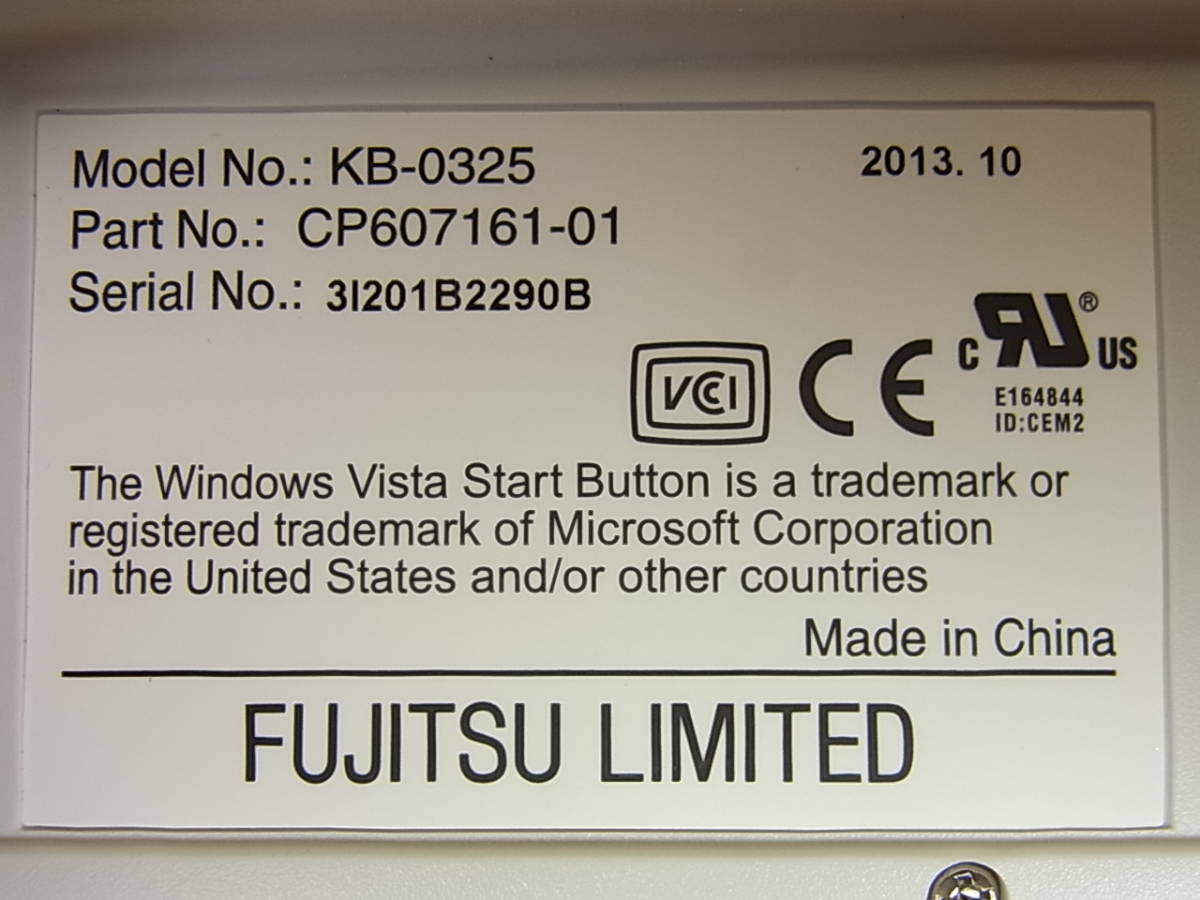 Model No.: KB-0325 2013. 10
Part No.: CP607161-01
Serial No.: 3I201B2290B
VCCI CE c RU ® US
E164844
ID:CEM2
The Windows Vista Start Button is a trademark or
registered trademark of Microsoft Corporation
in the United States and/or other countries
Made in China
FUJITSU LIMITED